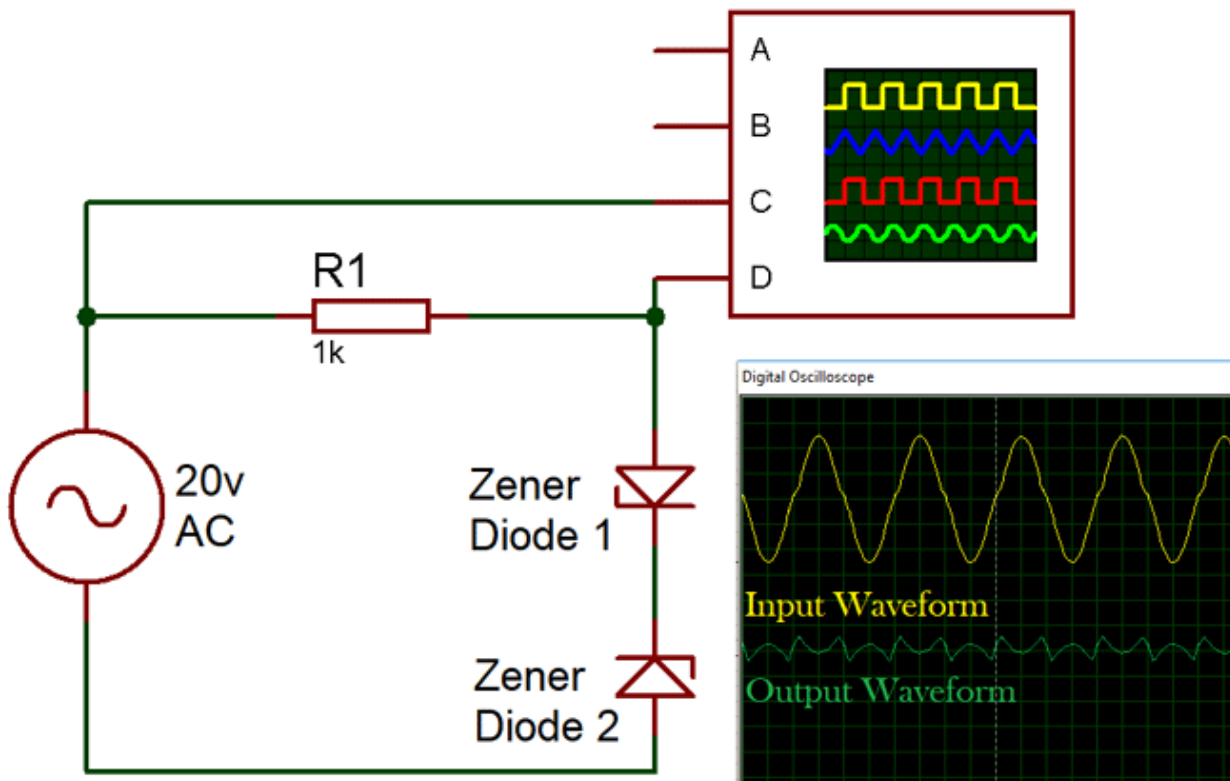 A
B
C
D
R1
1k
20v
AC
Zener
Diode 1
Zener
Diode 2
Digital Oscilloscope
Input Waveform
Output Waveform